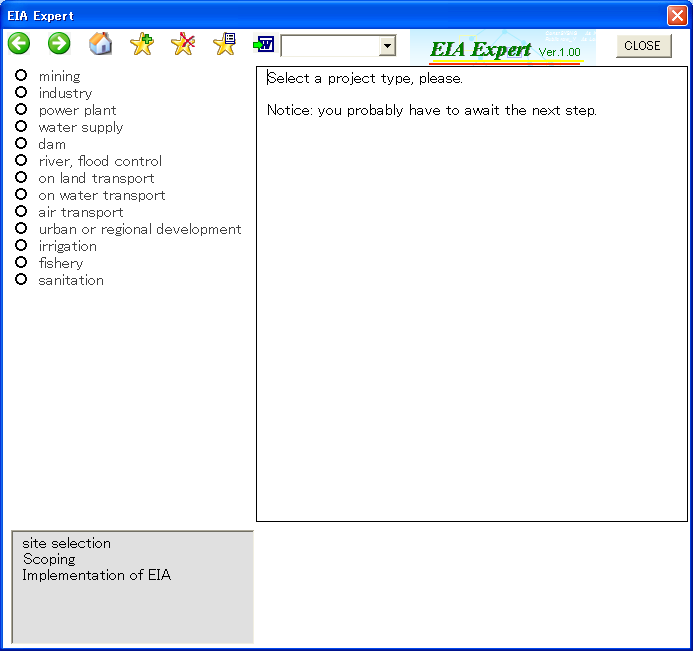 EIA Expert
EIA Expert Ver.1.00
CLOSE
mining
industry
power plant
water supply
dam
river, flood control
on land transport
on water transport
air transport
urban or regional development
irrigation
fishery
sanitation
Select a project type, please.
Notice: you probably have to await the next step.
site selection
Scoping
Implementation of EIA